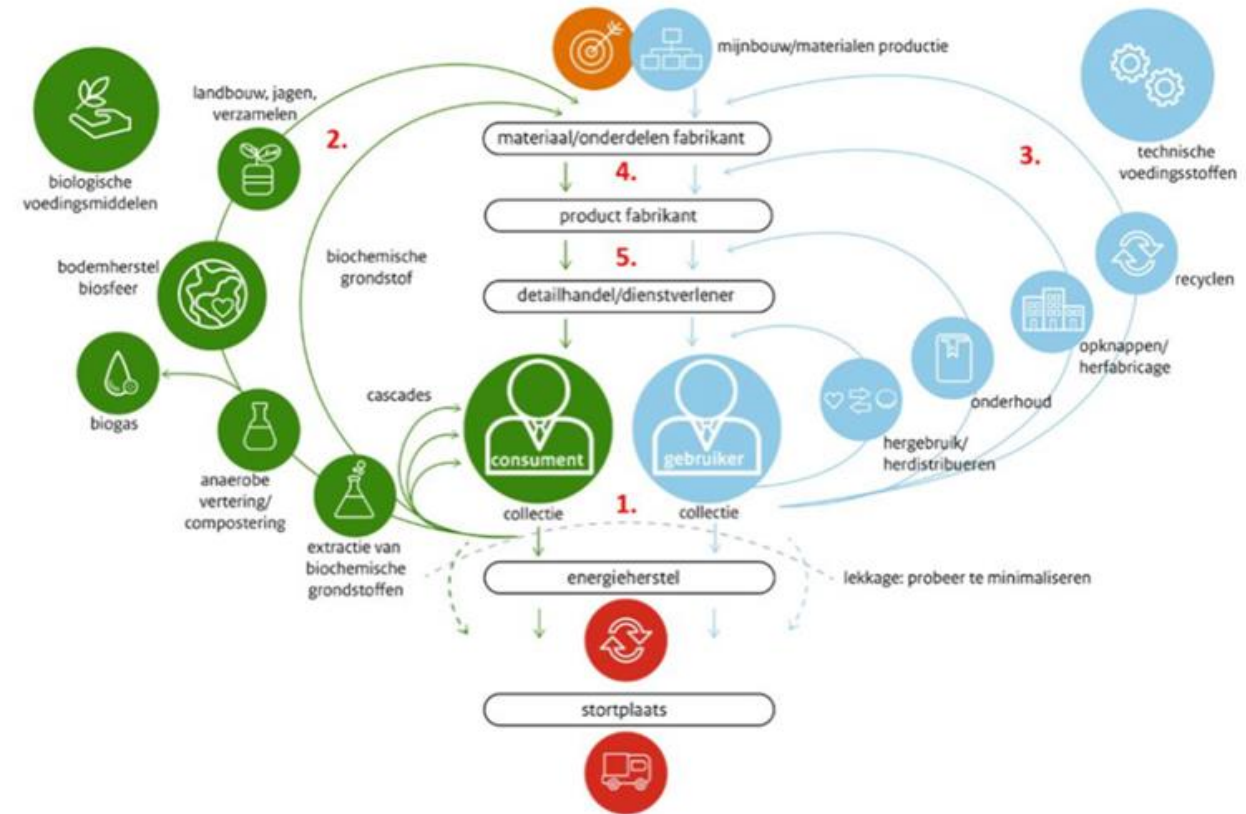 mijnbouw/materialen productie
landbouw, jagen,
verzamelen
2.
materiaal/onderdelen fabrikant
3.
technische
voedingsstoffen
biologische
voedingsmiddelen
4.
product fabrikant
biochemische
grondstof
5.
bodemherstel
biosfeer
detailhandel/dienstverlener
recyclen
opknappen/
herfabricage
cascades
onderhoud
biogas
consument
gebruiker
hergebruik/
herdistribueren
anaerobe
vertering/
compostering
collectie
1.
collectie
extractie van
biochemische
grondstoffen
energieherstel
lekkage: probeer te minimaliseren
stortplaats